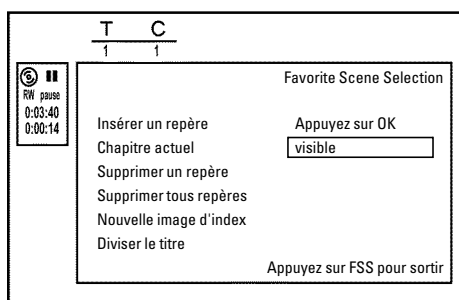 T C
1 1
RW pause
0:03:40
0:00:14
Favorite Scene Selection
Insérer un repère Appuyez sur OK
Chapitre actuel visible
Supprimer un repère
Supprimer tous repères
Nouvelle image d'index
Diviser le titre
Appuyez sur FSS pour sortir